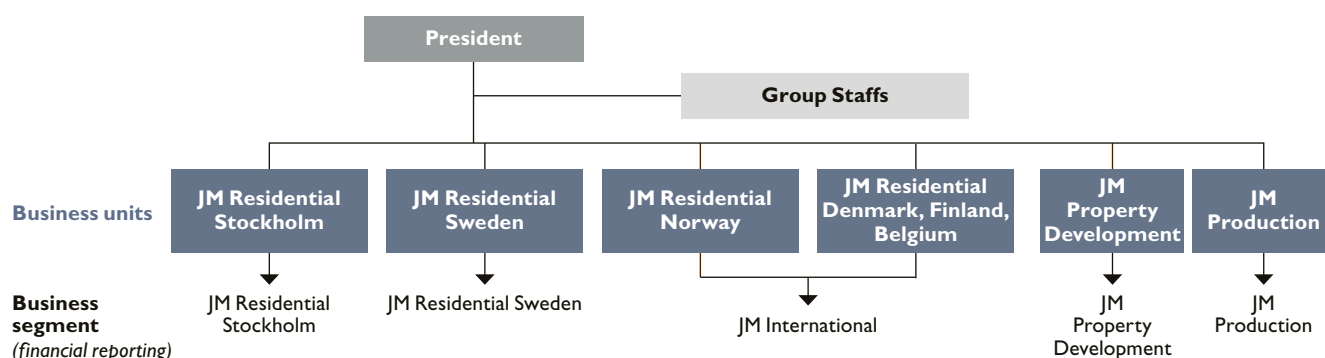 President
Group Staffs
Business units
JM Residential
Stockholm
JM Residential
Sweden
JM Residential
Norway
JM Residential
Denmark, Finland,
Belgium
JM
Property
Development
JM
Production
Business
segment
(financial reporting)
JM Residential
Stockholm
JM Residential Sweden
JM International
JM
Property
Development
JM
Production